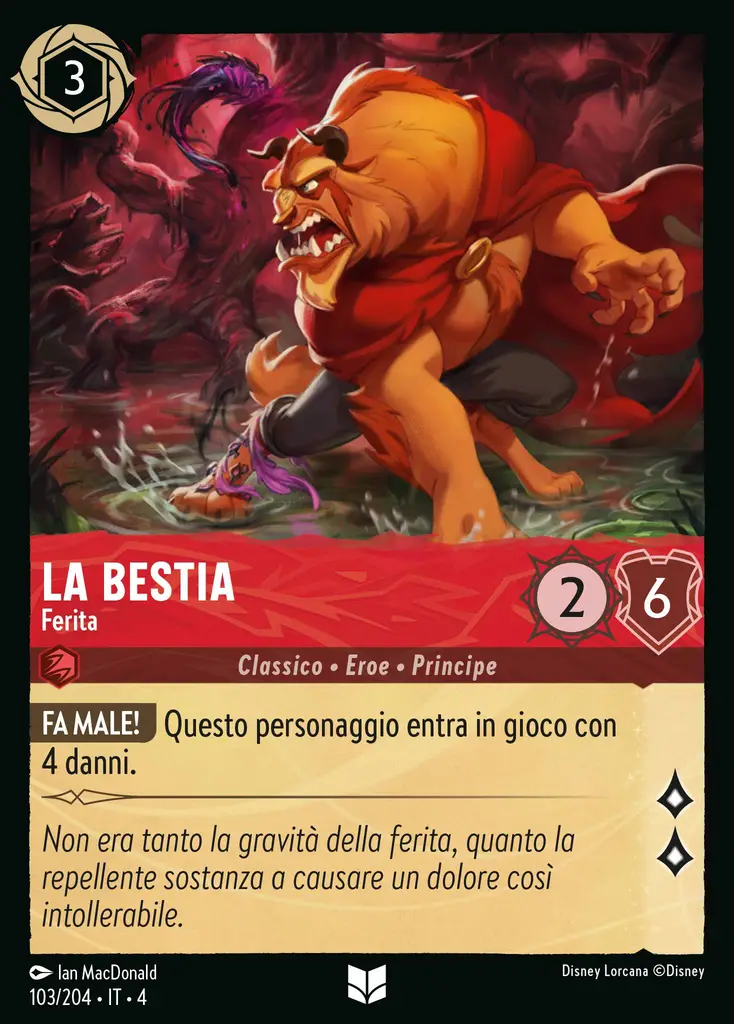 3
LA BESTIA
Ferita
2
6
Classico • Eroe • Principe
FA MALE! Questo personaggio entra in gioco con
4 danni.
Non era tanto la gravità della ferita, quanto la
repellente sostanza a causare un dolore così
intollerabile.
Ian MacDonald
Disney Lorcana ©Disney
103/204 • IT • 4